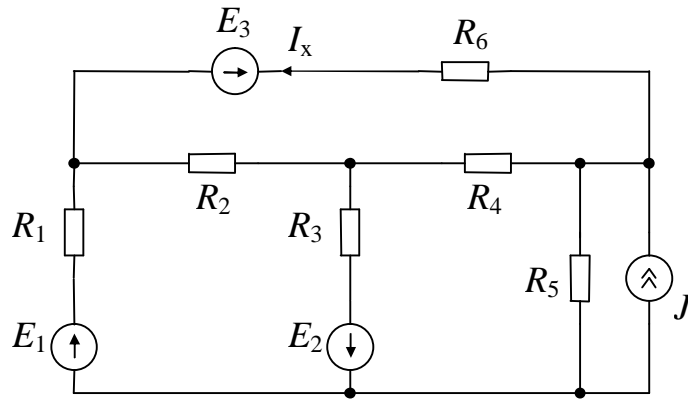 E₃
Iₓ
R₆
R₂
R₄
R₁
R₃
R₅
J
E₁
E₂